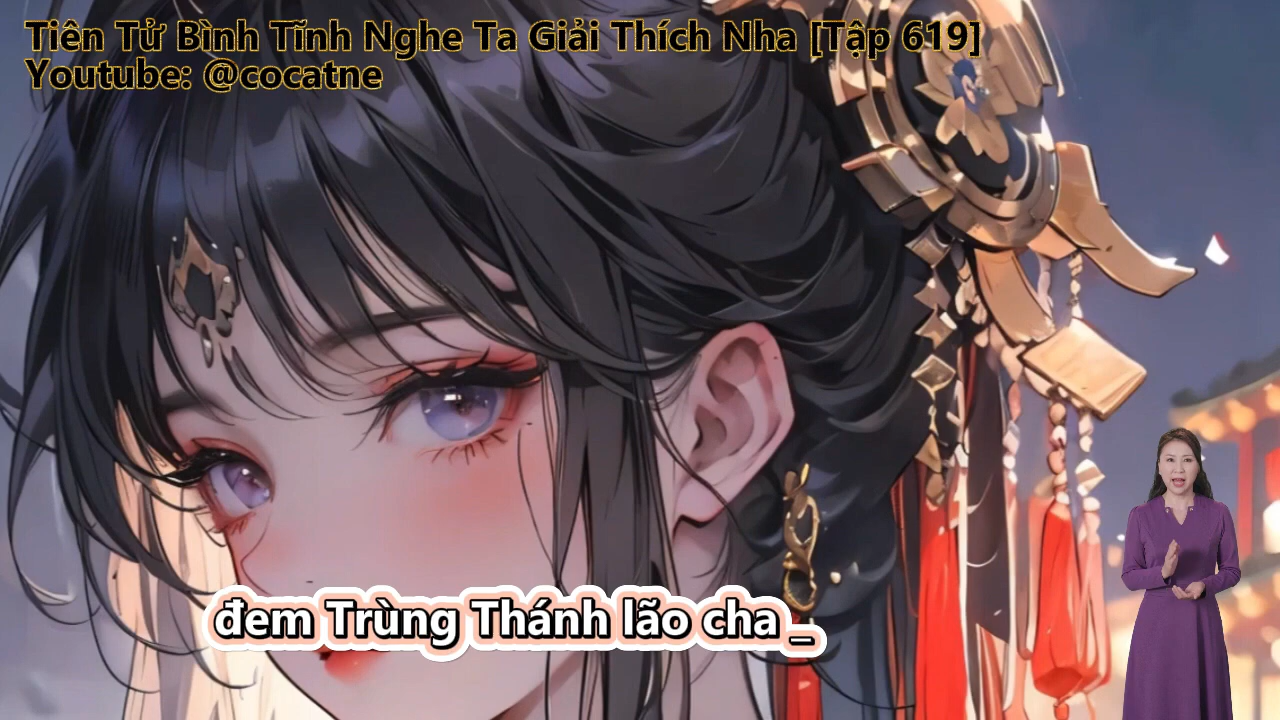 Tiên Tử Bình Tĩnh Nghe Ta Giải Thích Nha [Tập 619]
Youtube: @cocatne
đem Trùng Thánh lão cha _